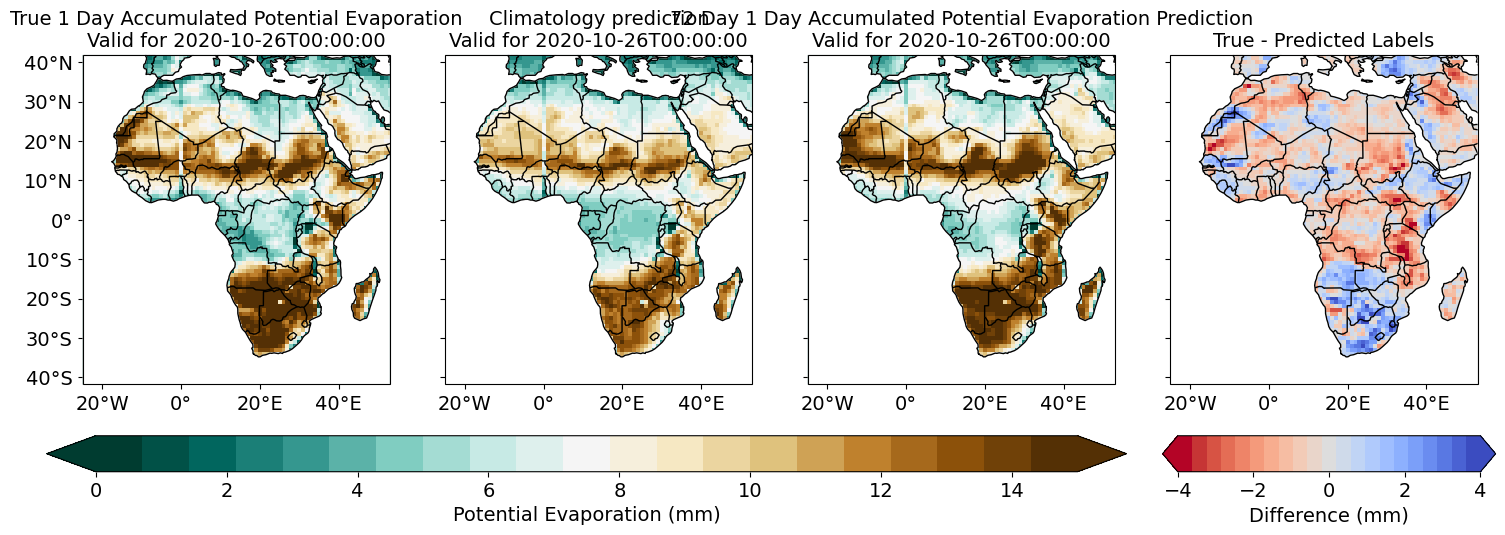 True 1 Day Accumulated Potential Evaporation
Valid for 2020-10-26T00:00:00
Climatology prediction
Valid for 2020-10-26T00:00:00
72 Day 1 Day Accumulated Potential Evaporation Prediction
Valid for 2020-10-26T00:00:00
True - Predicted Labels
40°N
30°N
20°N
10°N
0°
10°S
20°S
30°S
40°S
20°W 0° 20°E 40°E
20°W 0° 20°E 40°E
20°W 0° 20°E 40°E
20°W 0° 20°E 40°E
0 2 4 6 8 10 12 14
Potential Evaporation (mm)
−4 −2 0 2 4
Difference (mm)